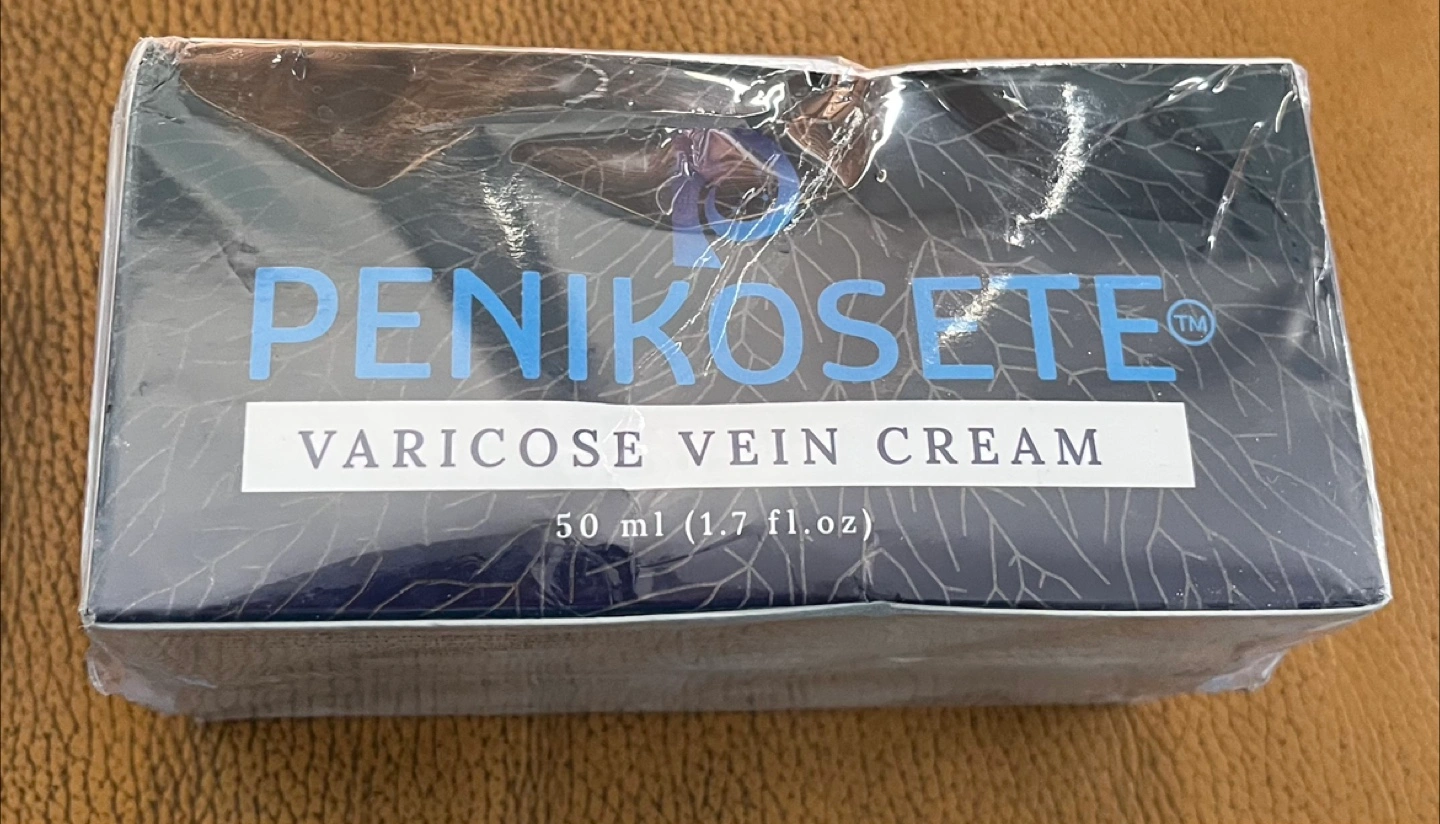 PENIKOSETE™
VARICOSE VEIN CREAM
50 ml (1.7 fl.oz)